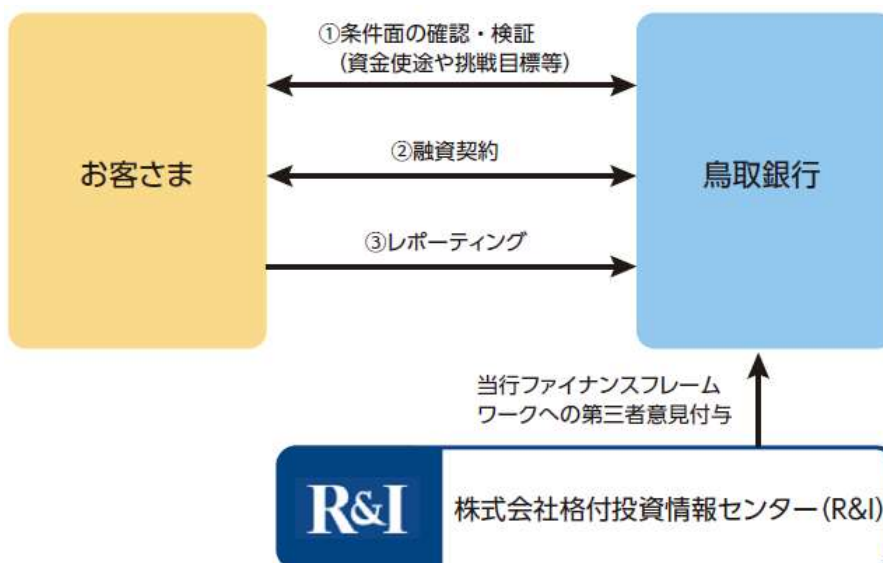 ①条件面の確認・検証
（資金使途や挑戦目標等）
お客さま
②融資契約
鳥取銀行
③レポーティング
当行ファイナンスフレーム
ワークへの第三者意見付与
R&I
株式会社格付投資情報センター(R&I)